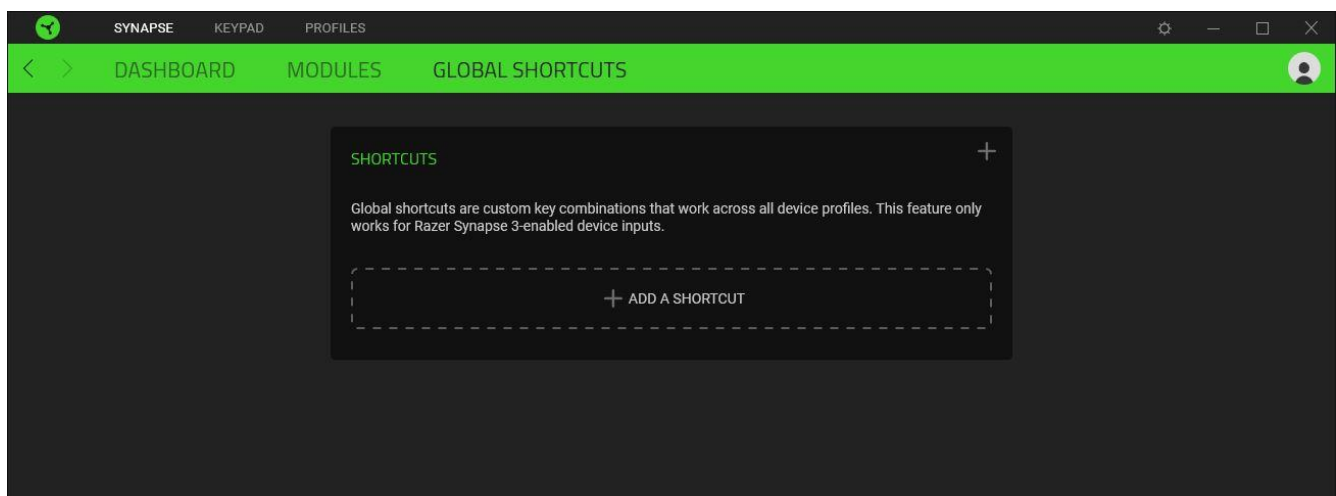 SYNAPSE KEYPAD PROFILES
DASHBOARD MODULES GLOBAL SHORTCUTS
SHORTCUTS
Global shortcuts are custom key combinations that work across all device profiles. This feature only
works for Razer Synapse 3-enabled device inputs.
ADD A SHORTCUT